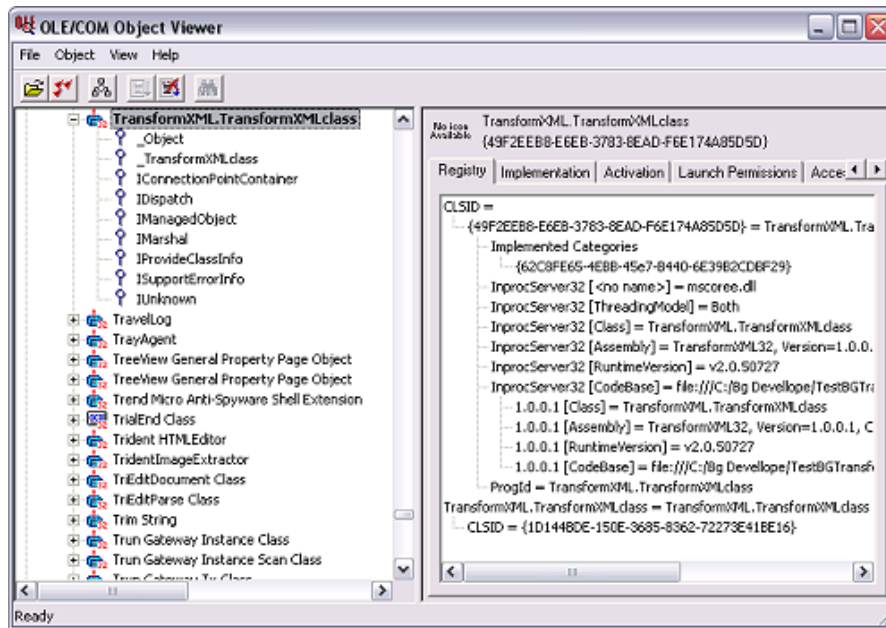 OLE/COM Object Viewer
File Object View Help
TransformXML.TransformXMLclass
_Object
_TransformXMLclass
IConnectionPointContainer
IDispatch
IManagedObject
IMarshal
IProvideClassInfo
ISupportErrorInfo
IUnknown
TravelLog
TrayAgent
TreeView General Property Page Object
TreeView General Property Page Object
Trend Micro Anti-Spyware Shell Extension
TrialEnd Class
Trident HTMLEditor
TridentImageExtractor
TriEditDocument Class
TriEditParse Class
Trim String
Trun Gateway Instance Class
Trun Gateway Instance Scan Class
Trun Gateway Tx Class
No icon Available
TransformXML.TransformXMLclass
{49F2EEB8-E6EB-3783-8EAD-F6E174A85D5D}
Registry Implementation Activation Launch Permissions Acce
CLSID =
{49F2EEB8-E6EB-3783-8EAD-F6E174A85D5D} = TransformXML.Tra
Implemented Categories
{62C8FE65-4EBB-45e7-B440-6E39B2CDBF29}
InprocServer32 [<no name>] = mscoree.dll
InprocServer32 [ThreadingModel] = Both
InprocServer32 [Class] = TransformXML.TransformXMLclass
InprocServer32 [Assembly] = TransformXML32, Version=1.0.0.
InprocServer32 [RuntimeVersion] = v2.0.50727
InprocServer32 [CodeBase] = file:///C:/Bg Devellope/TestBGTransf
1.0.0.1 [Class] = TransformXML.TransformXMLclass
1.0.0.1 [Assembly] = TransformXML32, Version=1.0.0.1, C
1.0.0.1 [RuntimeVersion] = v2.0.50727
1.0.0.1 [CodeBase] = file:///C:/Bg Devellope/TestBGTransf
ProgId = TransformXML.TransformXMLclass
TransformXML.TransformXMLclass = TransformXML.TransformXMLclass
CLSID = {1D144BDE-150E-3685-8362-72273E41BE16}
Ready